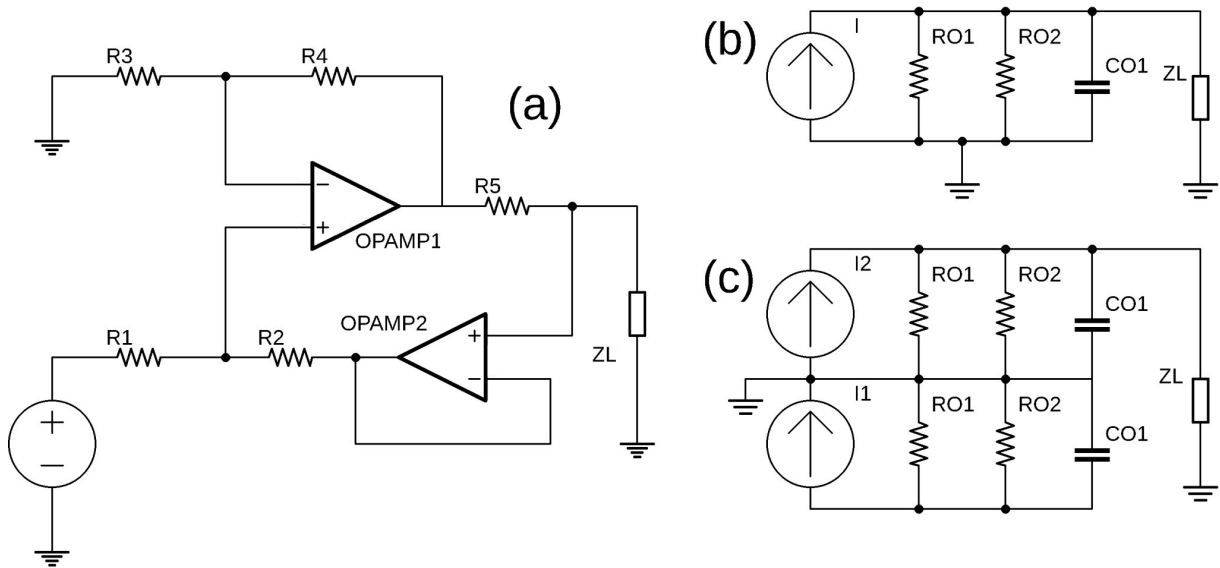 R3
R4
(a)
−
+
OPAMP1
R5
R1
R2
OPAMP2
+
−
ZL
+
−
(b)
I
RO1
RO2
CO1
ZL
(c)
I2
RO1
RO2
CO1
I1
RO1
RO2
CO1
ZL